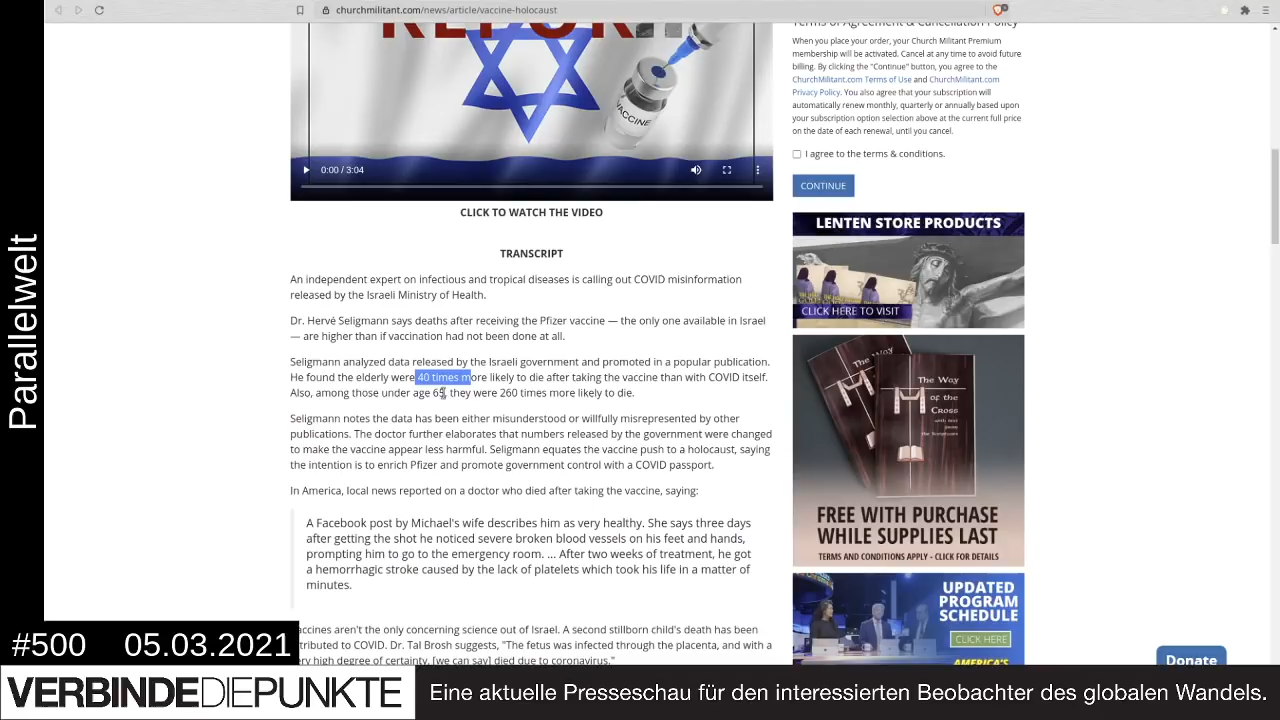 churchmilitant.com/news/article/vaccine-holocaust
VACCINE
0:00 / 3:04
CLICK TO WATCH THE VIDEO
TRANSCRIPT
An independent expert on infectious and tropical diseases is calling out COVID misinformation
released by the Israeli Ministry of Health.
Dr. Hervé Seligmann says deaths after receiving the Pfizer vaccine — the only one available in Israel
— are higher than if vaccination had not been done at all.
Seligmann analyzed data released by the Israeli government and promoted in a popular publication.
He found the elderly were 40 times more likely to die after taking the vaccine than with COVID itself.
Also, among those under age 65, they were 260 times more likely to die.
Seligmann notes the data has been either misunderstood or willfully misrepresented by other
publications. The doctor further elaborates that numbers released by the government were changed
to make the vaccine appear less harmful. Seligmann equates the vaccine push to a holocaust, saying
the intention is to enrich Pfizer and promote government control with a COVID passport.
In America, local news reported on a doctor who died after taking the vaccine, saying:
A Facebook post by Michael's wife describes him as very healthy. She says three days
after getting the shot he noticed severe broken blood vessels on his feet and hands,
prompting him to go to the emergency room. ... After two weeks of treatment, he got
a hemorrhagic stroke caused by the lack of platelets which took his life in a matter of
minutes.
accines aren't the only concerning science out of Israel. A second stillborn child's death has been
tributed to COVID. Dr. Tal Brosh suggests, "The fetus was infected through the placenta, and with a
ery high degree of certainty, [we can say] died due to coronavirus."
Terms of Agreement & Cancellation Policy
When you place your order, your Church Militant Premium
membership will be activated. Cancel at any time to avoid future
billing. By clicking the "Continue" button, you agree to the
ChurchMilitant.com Terms of Use and ChurchMilitant.com
Privacy Policy. You also agree that your subscription will
automatically renew monthly, quarterly or annually based upon
your subscription option selection above at the current full price
on the date of each renewal, until you cancel.
I agree to the terms & conditions.
CONTINUE
LENTEN STORE PRODUCTS
CLICK HERE TO VISIT
The Way
of the
Cross
FREE WITH PURCHASE
WHILE SUPPLIES LAST
TERMS AND CONDITIONS APPLY - CLICK FOR DETAILS
UPDATED
PROGRAM
SCHEDULE
CLICK HERE
AMERICA'S
Donate
Parallelwelt
#500 05.03.2021
VERBINDEDIEPUNKTE
Eine aktuelle Presseschau für den interessierten Beobachter des globalen Wandels.